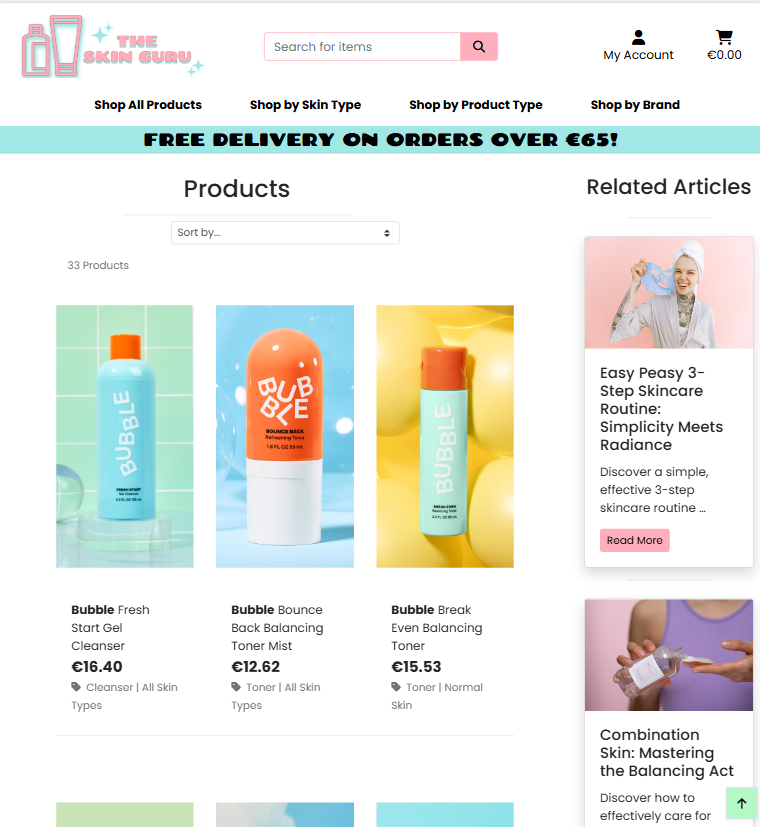 THE
SKIN GURU
Search for items
My Account
€0.00
Shop All Products
Shop by Skin Type
Shop by Product Type
Shop by Brand
FREE DELIVERY ON ORDERS OVER €65!
Products
Related Articles
Sort by...
33 Products
BUBBLE
FRESH START
Gel Cleanser
BUB
BLE
BOUNCE BACK
Refreshing Toner
1.8 FL OZ 55 mL
BUBBLE
BREAK EVEN
Balancing Toner
Bubble Fresh
Start Gel
Cleanser
€16.40
Cleanser | All Skin
Types
Bubble Bounce
Back Balancing
Toner Mist
€12.62
Toner | All Skin
Types
Bubble Break
Even Balancing
Toner
€15.53
Toner | Normal
Skin
Easy Peasy 3-
Step Skincare
Routine:
Simplicity Meets
Radiance
Discover a simple,
effective 3-step
skincare routine ...
Read More
Combination
Skin: Mastering
the Balancing Act
Discover how to
effectively care for